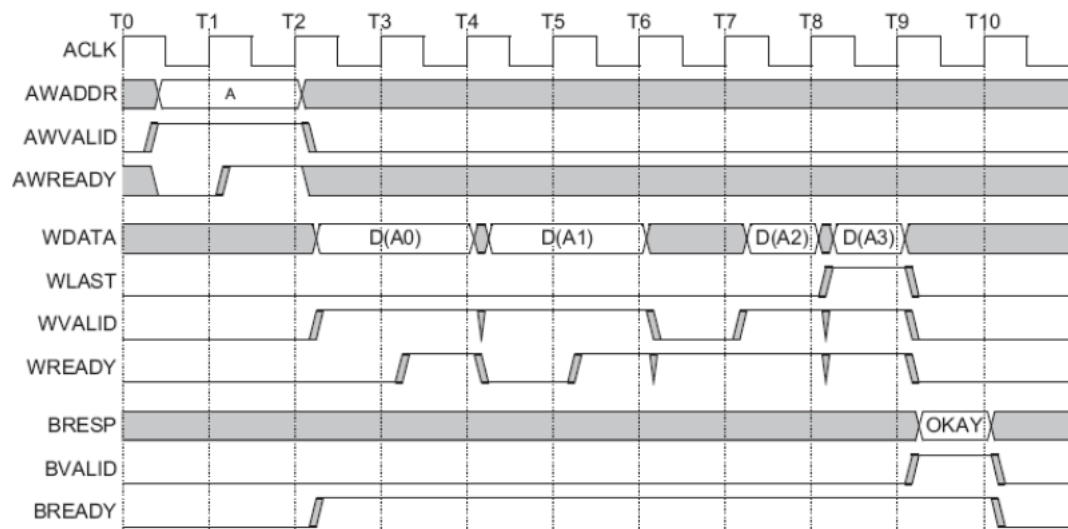 T0 T1 T2 T3 T4 T5 T6 T7 T8 T9 T10
ACLK
AWADDR A
AWVALID
AWREADY
WDATA D(A0) D(A1) D(A2) D(A3)
WLAST
WVALID
WREADY
BRESP OKAY
BVALID
BREADY